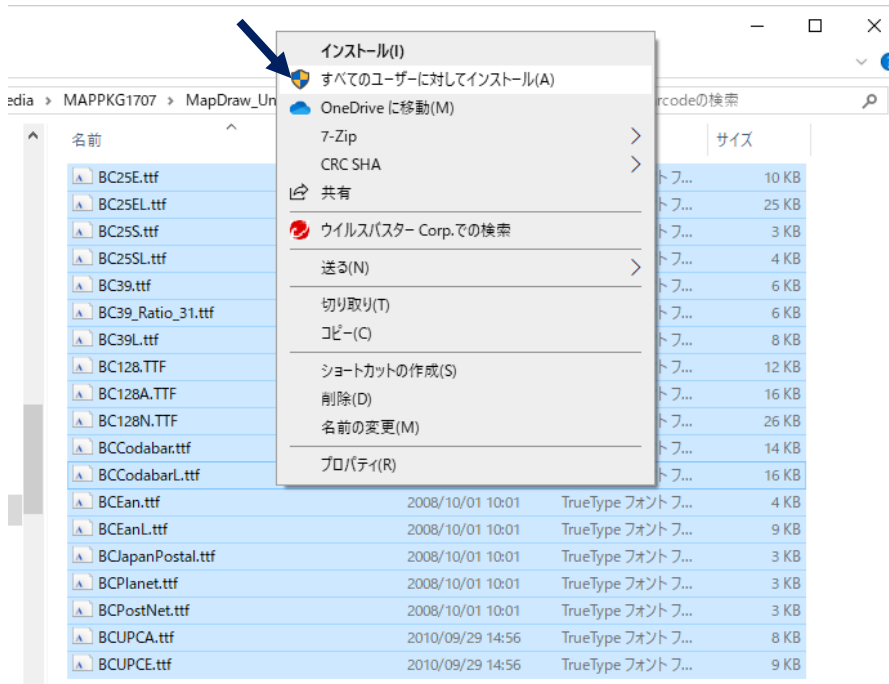 edia › MAPPKG1707 › MapDraw_Un
rcodeの検索
名前
サイズ
インストール(I)
すべてのユーザーに対してインストール(A)
OneDrive に移動(M)
7-Zip
CRC SHA
共有
ウイルスバスター Corp.での検索
送る(N)
切り取り(T)
コピー(C)
ショートカットの作成(S)
削除(D)
名前の変更(M)
プロパティ(R)
BC25E.ttf トフ... 10 KB
BC25EL.ttf トフ... 25 KB
BC25S.ttf トフ... 3 KB
BC25SL.ttf トフ... 4 KB
BC39.ttf トフ... 6 KB
BC39_Ratio_31.ttf トフ... 6 KB
BC39L.ttf トフ... 8 KB
BC128.TTF トフ... 12 KB
BC128A.TTF トフ... 16 KB
BC128N.TTF トフ... 26 KB
BCCodabar.ttf トフ... 14 KB
BCCodabarL.ttf トフ... 16 KB
BCEan.ttf 2008/10/01 10:01 TrueType フォント フ... 4 KB
BCEanL.ttf 2008/10/01 10:01 TrueType フォント フ... 9 KB
BCJapanPostal.ttf 2008/10/01 10:01 TrueType フォント フ... 3 KB
BCPlanet.ttf 2008/10/01 10:01 TrueType フォント フ... 3 KB
BCPostNet.ttf 2008/10/01 10:01 TrueType フォント フ... 3 KB
BCUPCA.ttf 2010/09/29 14:56 TrueType フォント フ... 8 KB
BCUPCE.ttf 2010/09/29 14:56 TrueType フォント フ... 9 KB